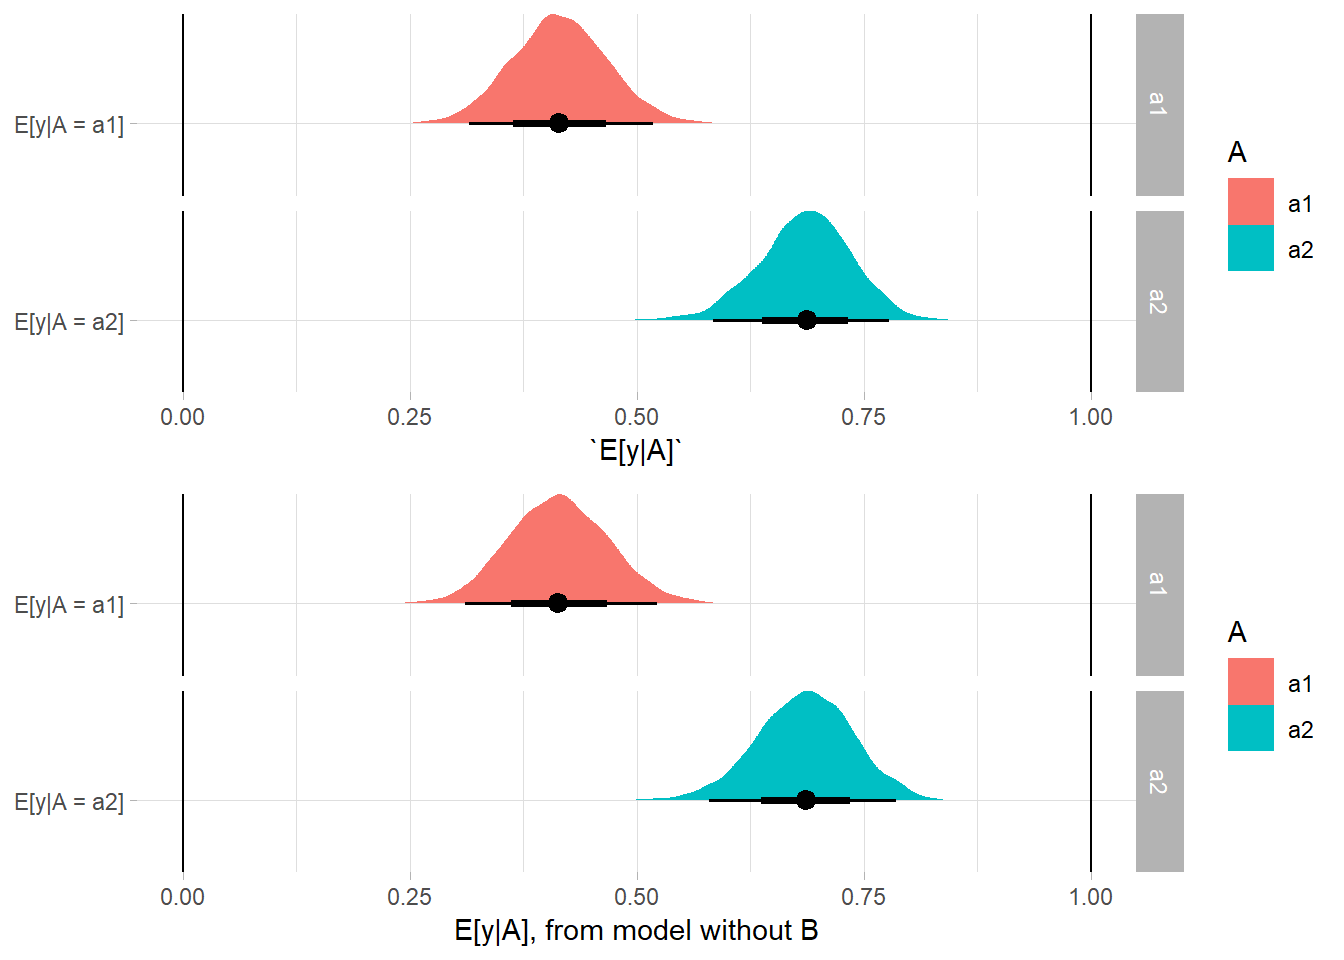 E[y|A = a1]
a1
E[y|A = a2]
a2
0.00 0.25 0.50 0.75 1.00
`E[y|A]`
A
a1
a2
E[y|A = a1]
a1
E[y|A = a2]
a2
0.00 0.25 0.50 0.75 1.00
E[y|A], from model without B
A
a1
a2